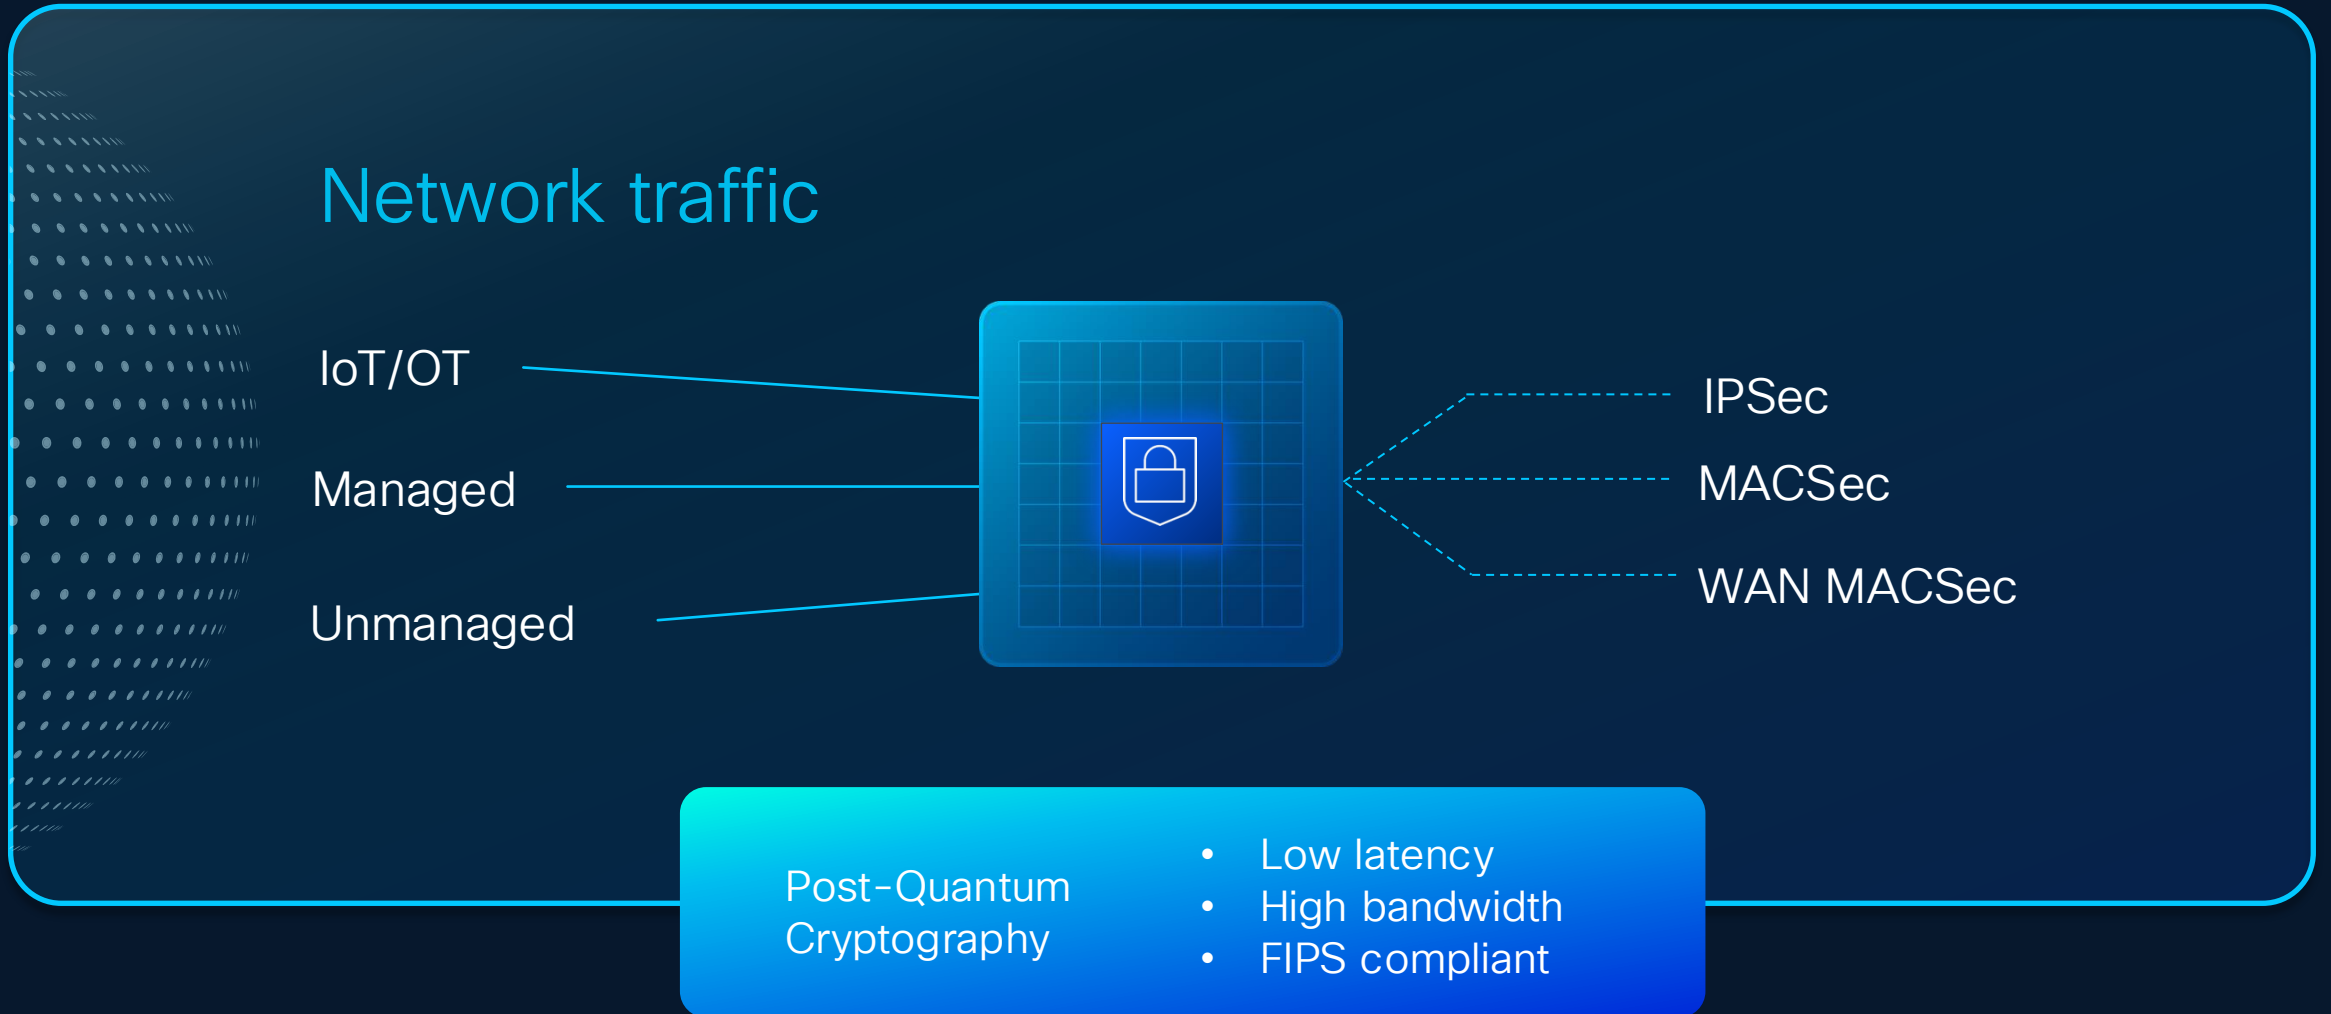 Network traffic
IoT/OT
Managed
Unmanaged
IPSec
MACSec
WAN MACSec
Post-Quantum
Cryptography
• Low latency
• High bandwidth
• FIPS compliant